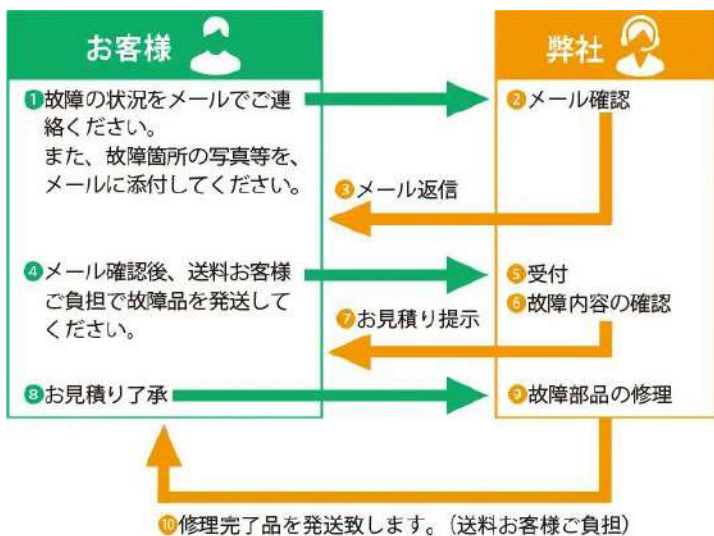 お客様
弊社
❶故障の状況をメールでご連
絡ください。
また、故障箇所の写真等を、
メールに添付してください。
❷メール確認
❸メール返信
❹メール確認後、送料お客様
ご負担で故障品を発送して
ください。
❺受付
❻故障内容の確認
❼お見積り提示
❽お見積り了承
❾故障部品の修理
❿修理完了品を発送致します。（送料お客様ご負担）